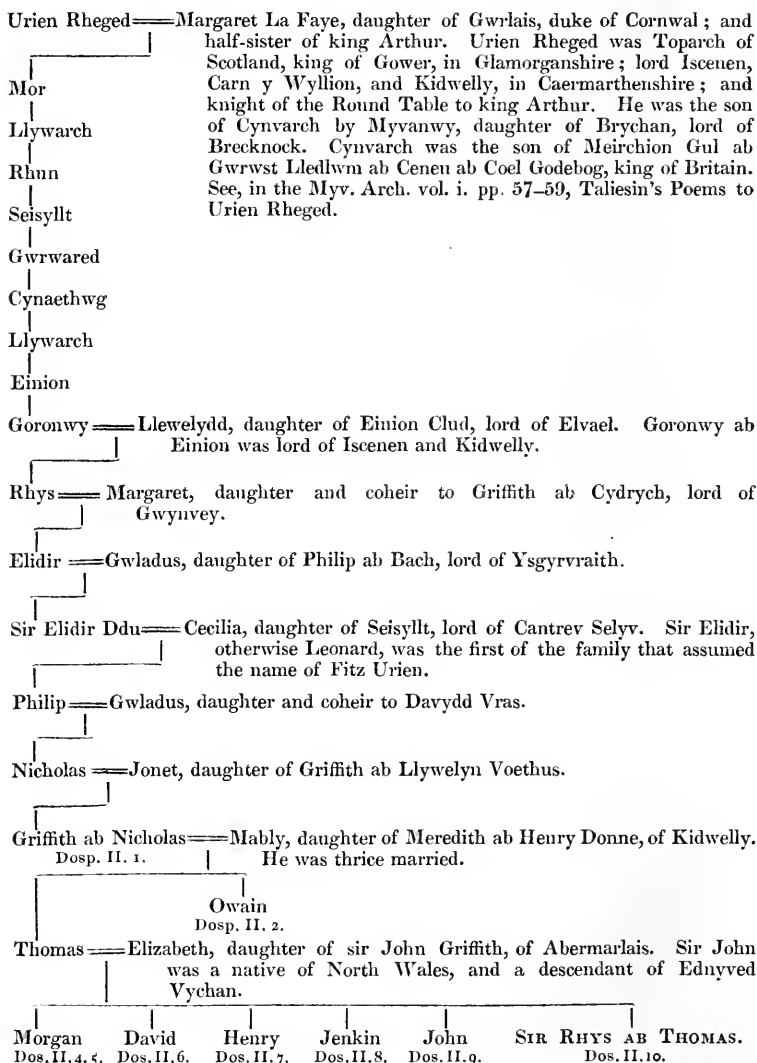 Urien Rheged══Margaret La Faye, daughter of Gwrlais, duke of Cornwal; and
half-sister of king Arthur. Urien Rheged was Toparch of
Scotland, king of Gower, in Glamorganshire; lord Iscenen,
Mor Carn y Wyllion, and Kidwelly, in Caermarthenshire; and
knight of the Round Table to king Arthur. He was the son
Llywarch of Cynvarch by Myvanwy, daughter of Brychan, lord of
Brecknock. Cynvarch was the son of Meirchion Gul ab
Rhun Gwrwst Lledlwm ab Ceneu ab Coel Godebog, king of Britain.
See, in the Myv. Arch. vol. i. pp. 57–59, Taliesin's Poems to
Seisyllt Urien Rheged.
Gwrwared
Cynaethwg
Llywarch
Einion
Goronwy══Llewelydd, daughter of Einion Clud, lord of Elvael. Goronwy ab
Einion was lord of Iscenen and Kidwelly.
Rhys══Margaret, daughter and coheir to Griffith ab Cydrych, lord of
Gwynvey.
Elidir══Gwladus, daughter of Philip ab Bach, lord of Ysgyrvraith.
Sir Elidir Ddu══Cecilia, daughter of Seisyllt, lord of Cantrev Selyv. Sir Elidir,
otherwise Leonard, was the first of the family that assumed
the name of Fitz Urien.
Philip══Gwladus, daughter and coheir to Davydd Vras.
Nicholas══Jonet, daughter of Griffith ab Llywelyn Voethus.
Griffith ab Nicholas══Mably, daughter of Meredith ab Henry Donne, of Kidwelly.
Dosp. II. 1. He was thrice married.
Owain
Dosp. II. 2.
Thomas══Elizabeth, daughter of sir John Griffith, of Abermarlais. Sir John
was a native of North Wales, and a descendant of Ednyved
Vychan.
Morgan David Henry Jenkin John SIR RHYS AB THOMAS.
Dos. II. 4. 5. Dos. II. 6. Dos. II. 7. Dos. II. 8. Dos. II. 9. Dos. II. 10.